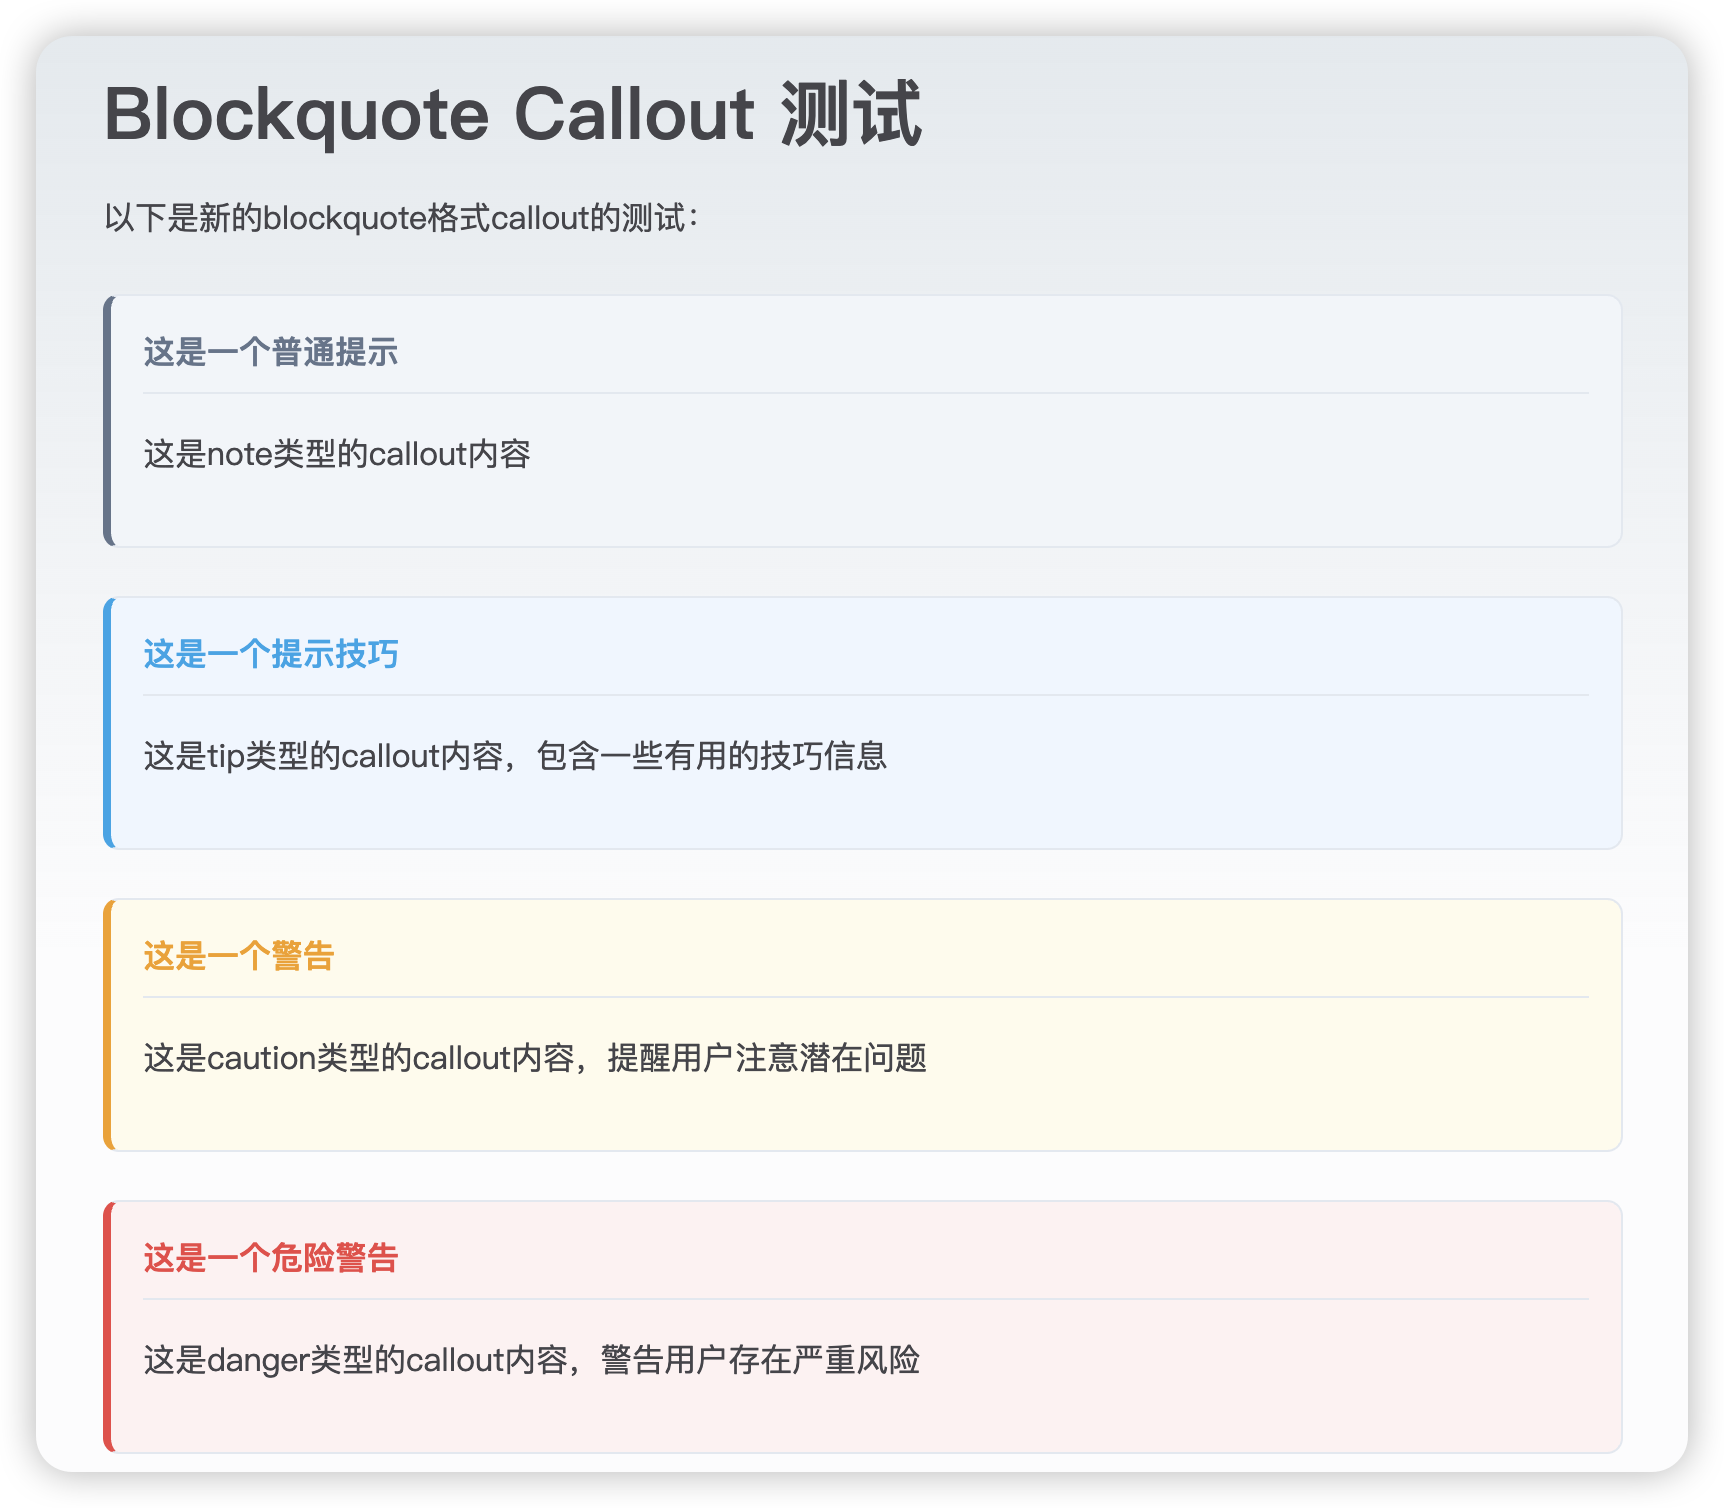 Blockquote Callout 测试
以下是新的blockquote格式callout的测试：
这是一个普通提示
这是note类型的callout内容
这是一个提示技巧
这是tip类型的callout内容，包含一些有用的技巧信息
这是一个警告
这是caution类型的callout内容，提醒用户注意潜在问题
这是一个危险警告
这是danger类型的callout内容，警告用户存在严重风险